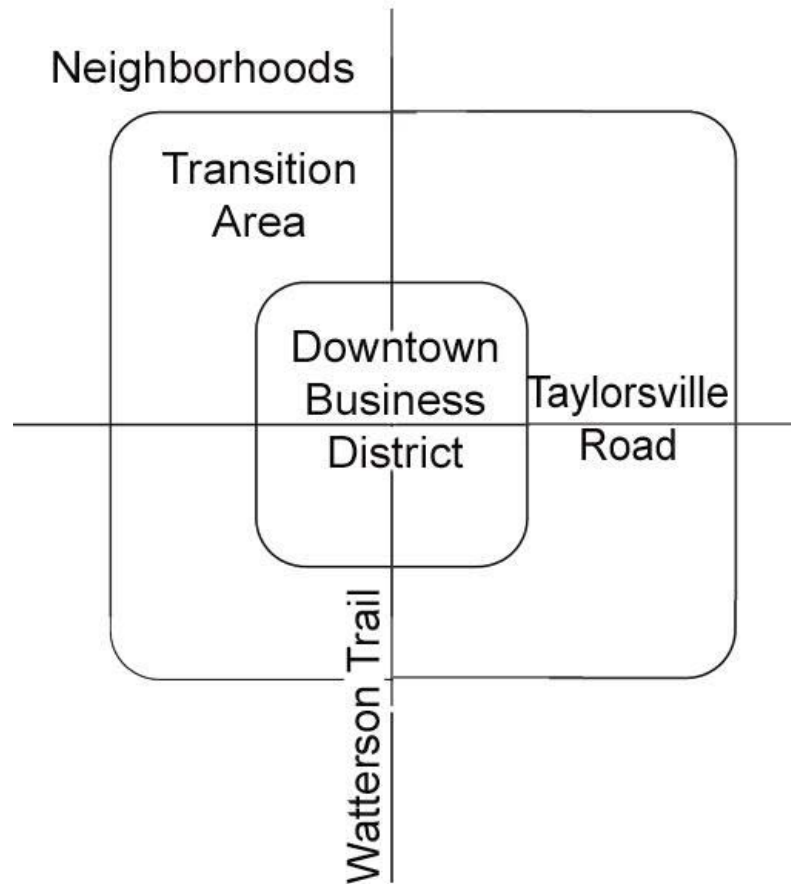 Neighborhoods
Transition
Area
Downtown
Business
District
Taylorsville
Road
Watterson Trail